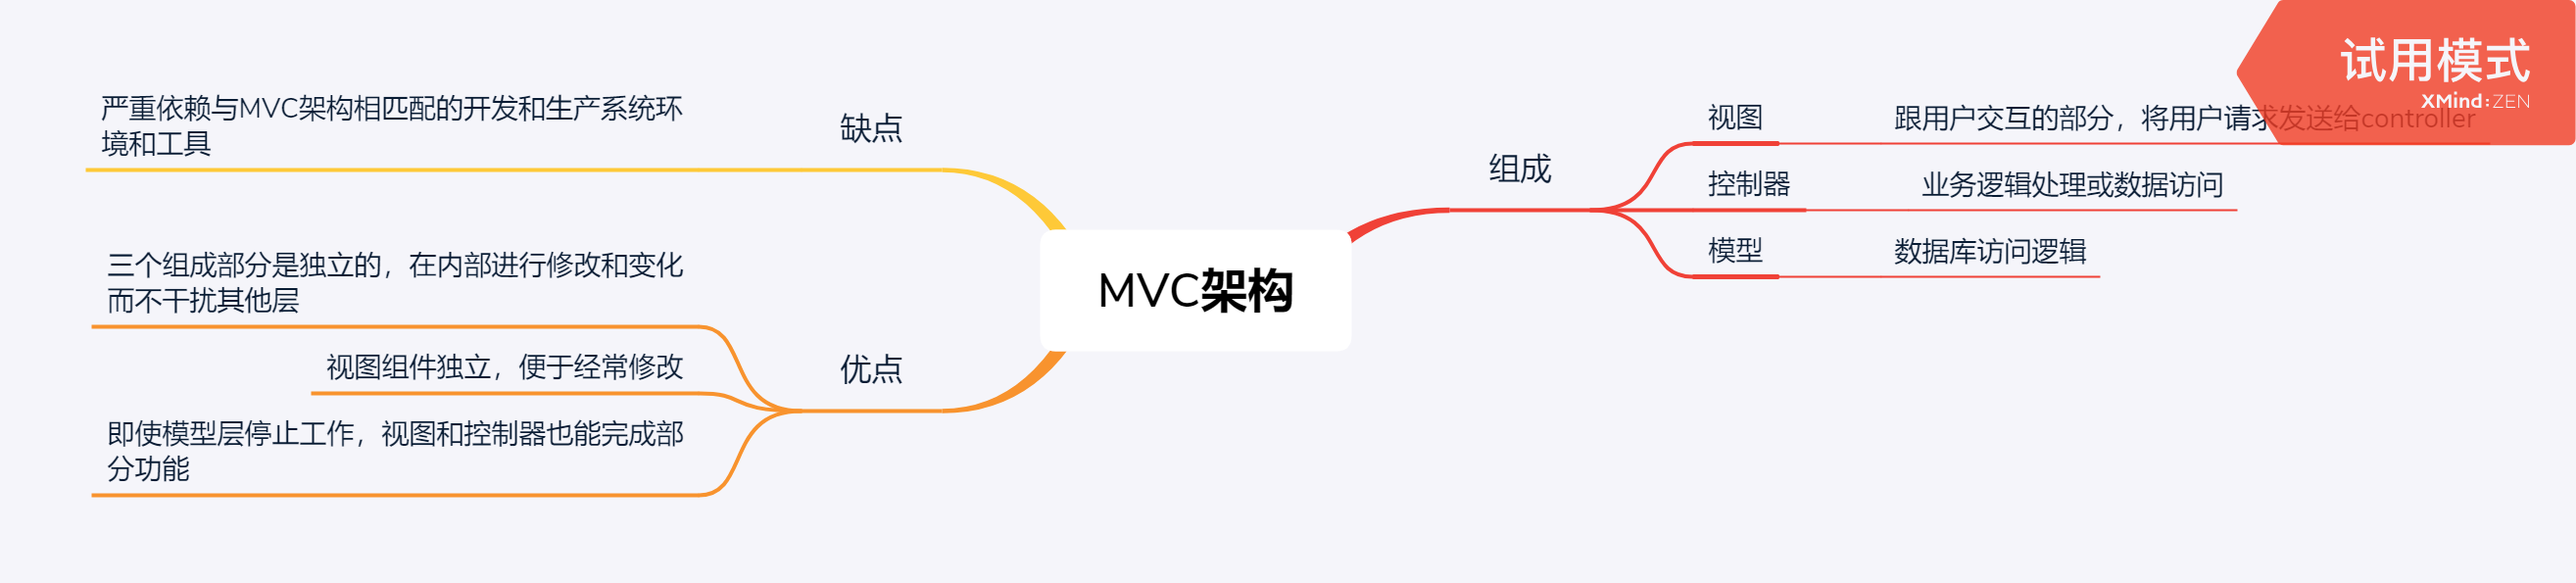 试用模式
XMind:ZEN
严重依赖与MVC架构相匹配的开发和生产系统环
境和工具
缺点
三个组成部分是独立的，在内部进行修改和变化
而不干扰其他层
视图组件独立，便于经常修改
即使模型层停止工作，视图和控制器也能完成部
分功能
优点
MVC架构
组成
视图
跟用户交互的部分，将用户请求发送给controller
控制器
业务逻辑处理或数据访问
模型
数据库访问逻辑